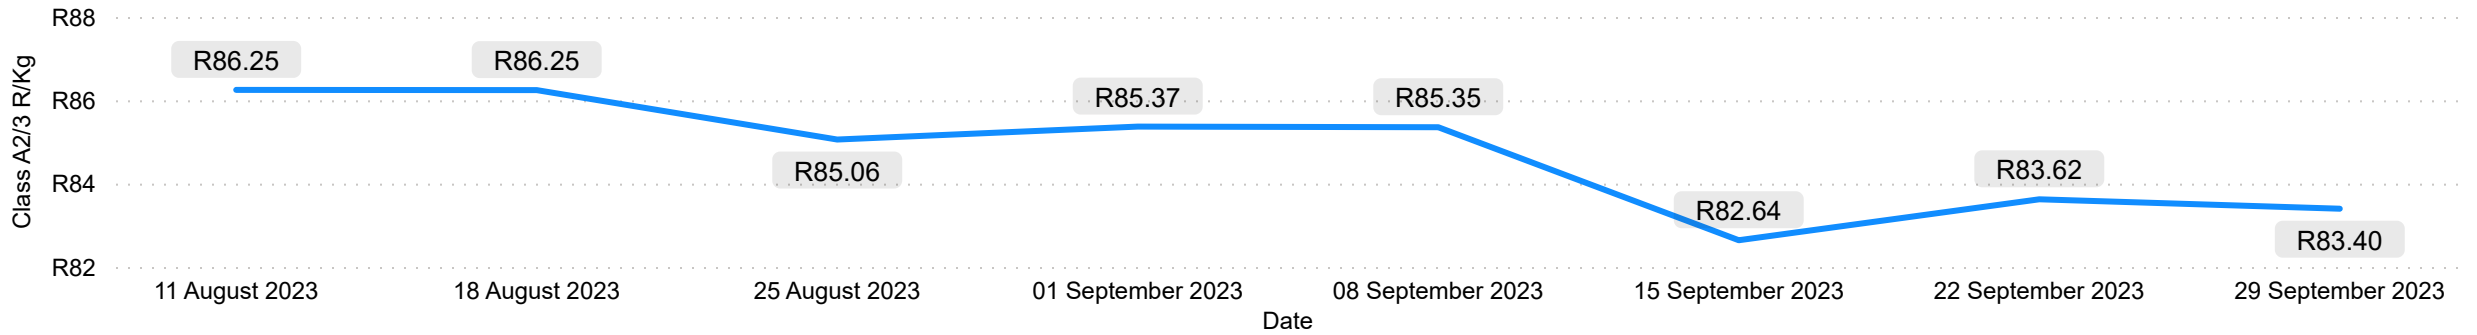 Class A2/3 R/Kg
R88
R86
R84
R82
R86.25
R86.25
R85.06
R85.37
R85.35
R82.64
R83.62
R83.40
11 August 2023
18 August 2023
25 August 2023
01 September 2023
08 September 2023
15 September 2023
22 September 2023
29 September 2023
Date